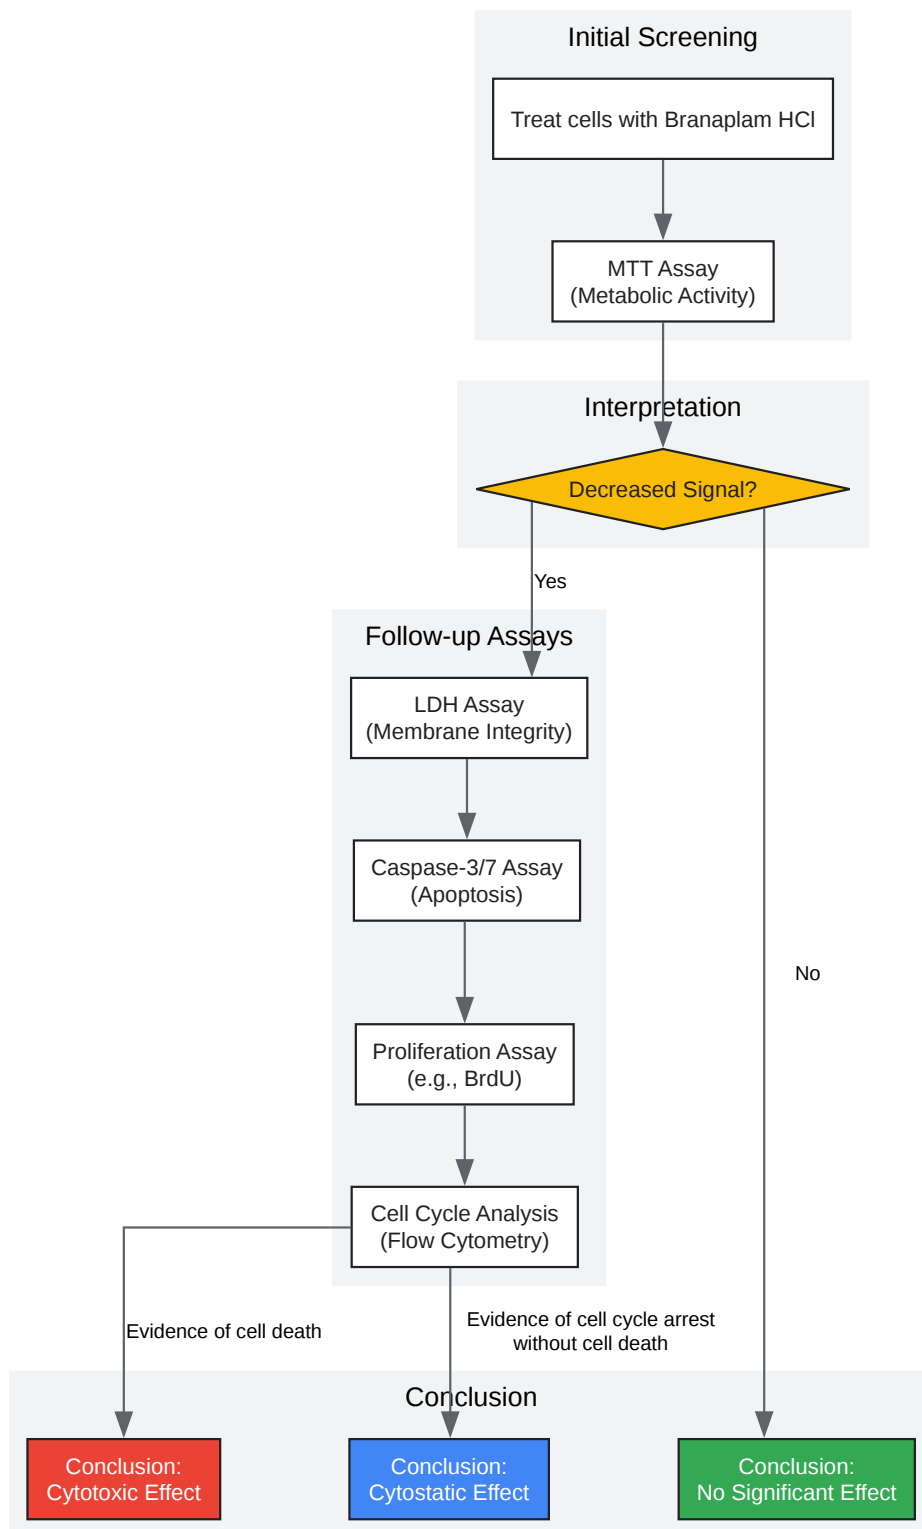 Initial Screening
Treat cells with Branaplam HCl
MTT Assay
(Metabolic Activity)
Interpretation
Decreased Signal?
Yes
Follow-up Assays
LDH Assay
(Membrane Integrity)
Caspase-3/7 Assay
(Apoptosis)
No
Proliferation Assay
(e.g., BrdU)
Cell Cycle Analysis
(Flow Cytometry)
Evidence of cell death
Evidence of cell cycle arrest
without cell death
Conclusion
Conclusion:
Cytotoxic Effect
Conclusion:
Cytostatic Effect
Conclusion:
No Significant Effect